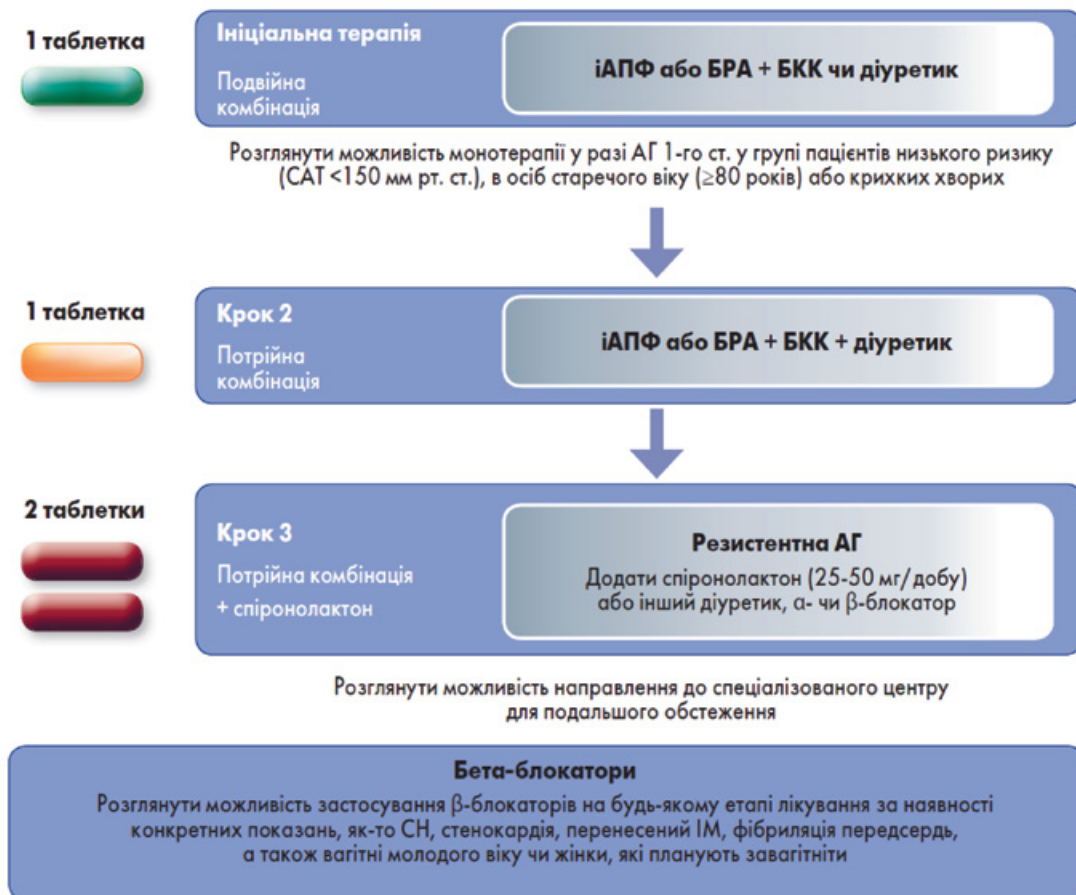 1 таблетка
Ініціальна терапія
Подвійна
комбінація
іАПФ або БРА + БКК чи діуретик
Розглянути можливість монотерапії у разі АГ 1-го ст. у групі пацієнтів низького ризику
(САТ <150 мм рт. ст.), в осіб старечого віку (≥80 років) або крихких хворих
1 таблетка
Крок 2
Потрійна
комбінація
іАПФ або БРА + БКК + діуретик
2 таблетки
Крок 3
Потрійна комбінація
+ спіронолактон
Резистентна АГ
Додати спіронолактон (25-50 мг/добу)
або інший діуретик, α- чи β-блокатор
Розглянути можливість направлення до спеціалізованого центру
для подальшого обстеження
Бета-блокатори
Розглянути можливість застосування β-блокаторів на будь-якому етапі лікування за наявності
конкретних показань, як-то СН, стенокардія, перенесений ІМ, фібриляція передсердь,
а також вагітні молодого віку чи жінки, які планують завагітніти